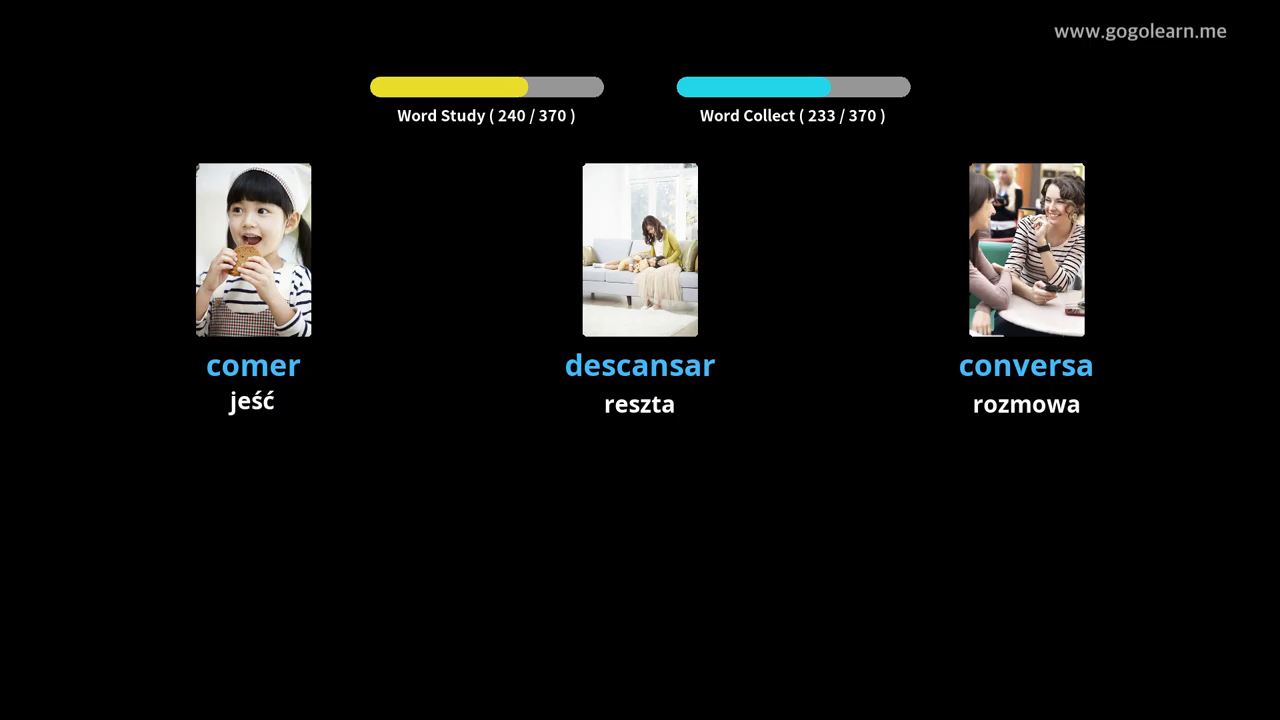 www.gogolearn.me
Word Study ( 240 / 370 )
Word Collect ( 233 / 370 )
comer
descansar
conversa
jeść
reszta
rozmowa